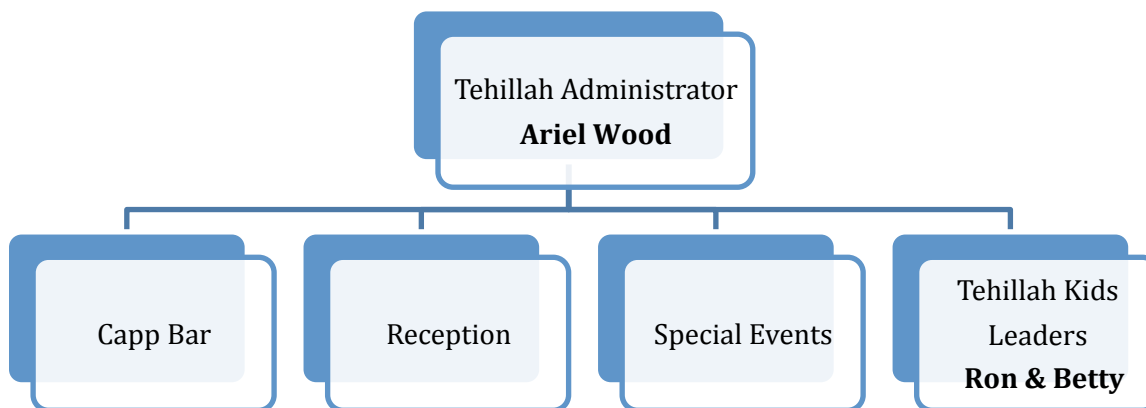 Tehillah Administrator
Ariel Wood
Capp Bar
Reception
Special Events
Tehillah Kids
Leaders
Ron & Betty